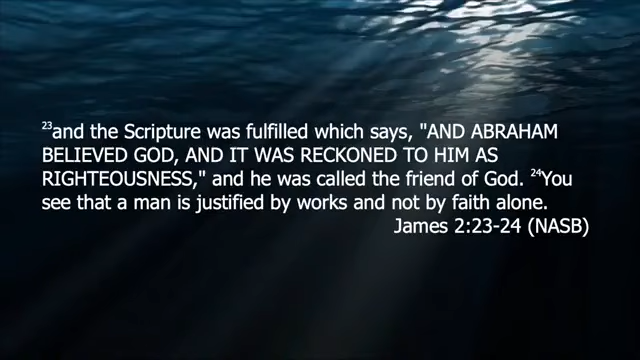 23and the Scripture was fulfilled which says, "AND ABRAHAM
BELIEVED GOD, AND IT WAS RECKONED TO HIM AS
RIGHTEOUSNESS," and he was called the friend of God. 24You
see that a man is justified by works and not by faith alone.
James 2:23-24 (NASB)